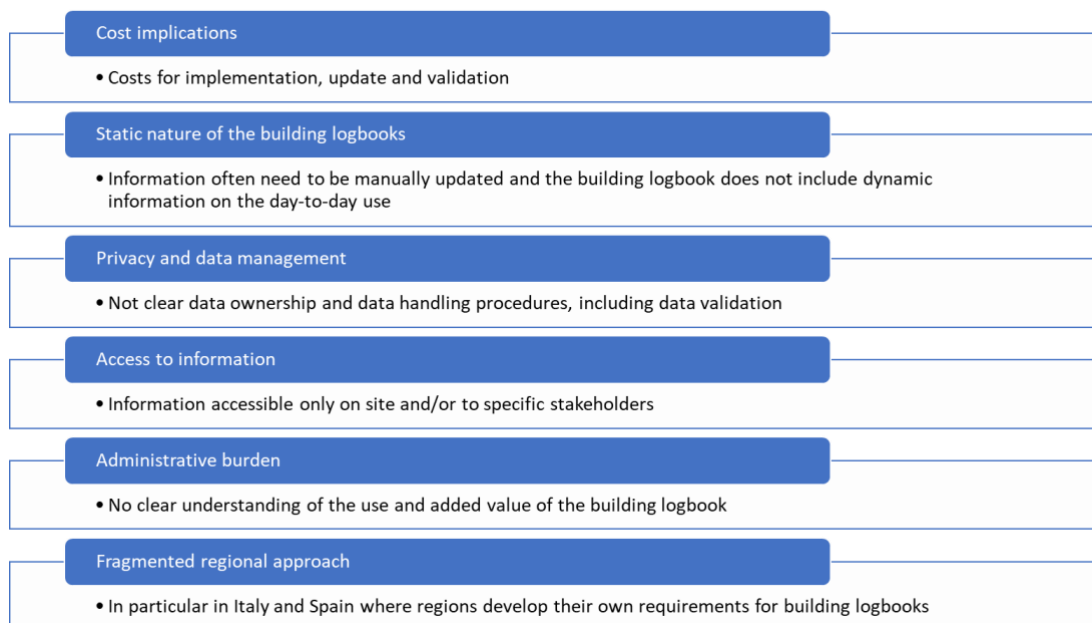 Cost implications
• Costs for implementation, update and validation
Static nature of the building logbooks
• Information often need to be manually updated and the building logbook does not include dynamic
information on the day-to-day use
Privacy and data management
• Not clear data ownership and data handling procedures, including data validation
Access to information
• Information accessible only on site and/or to specific stakeholders
Administrative burden
• No clear understanding of the use and added value of the building logbook
Fragmented regional approach
• In particular in Italy and Spain where regions develop their own requirements for building logbooks